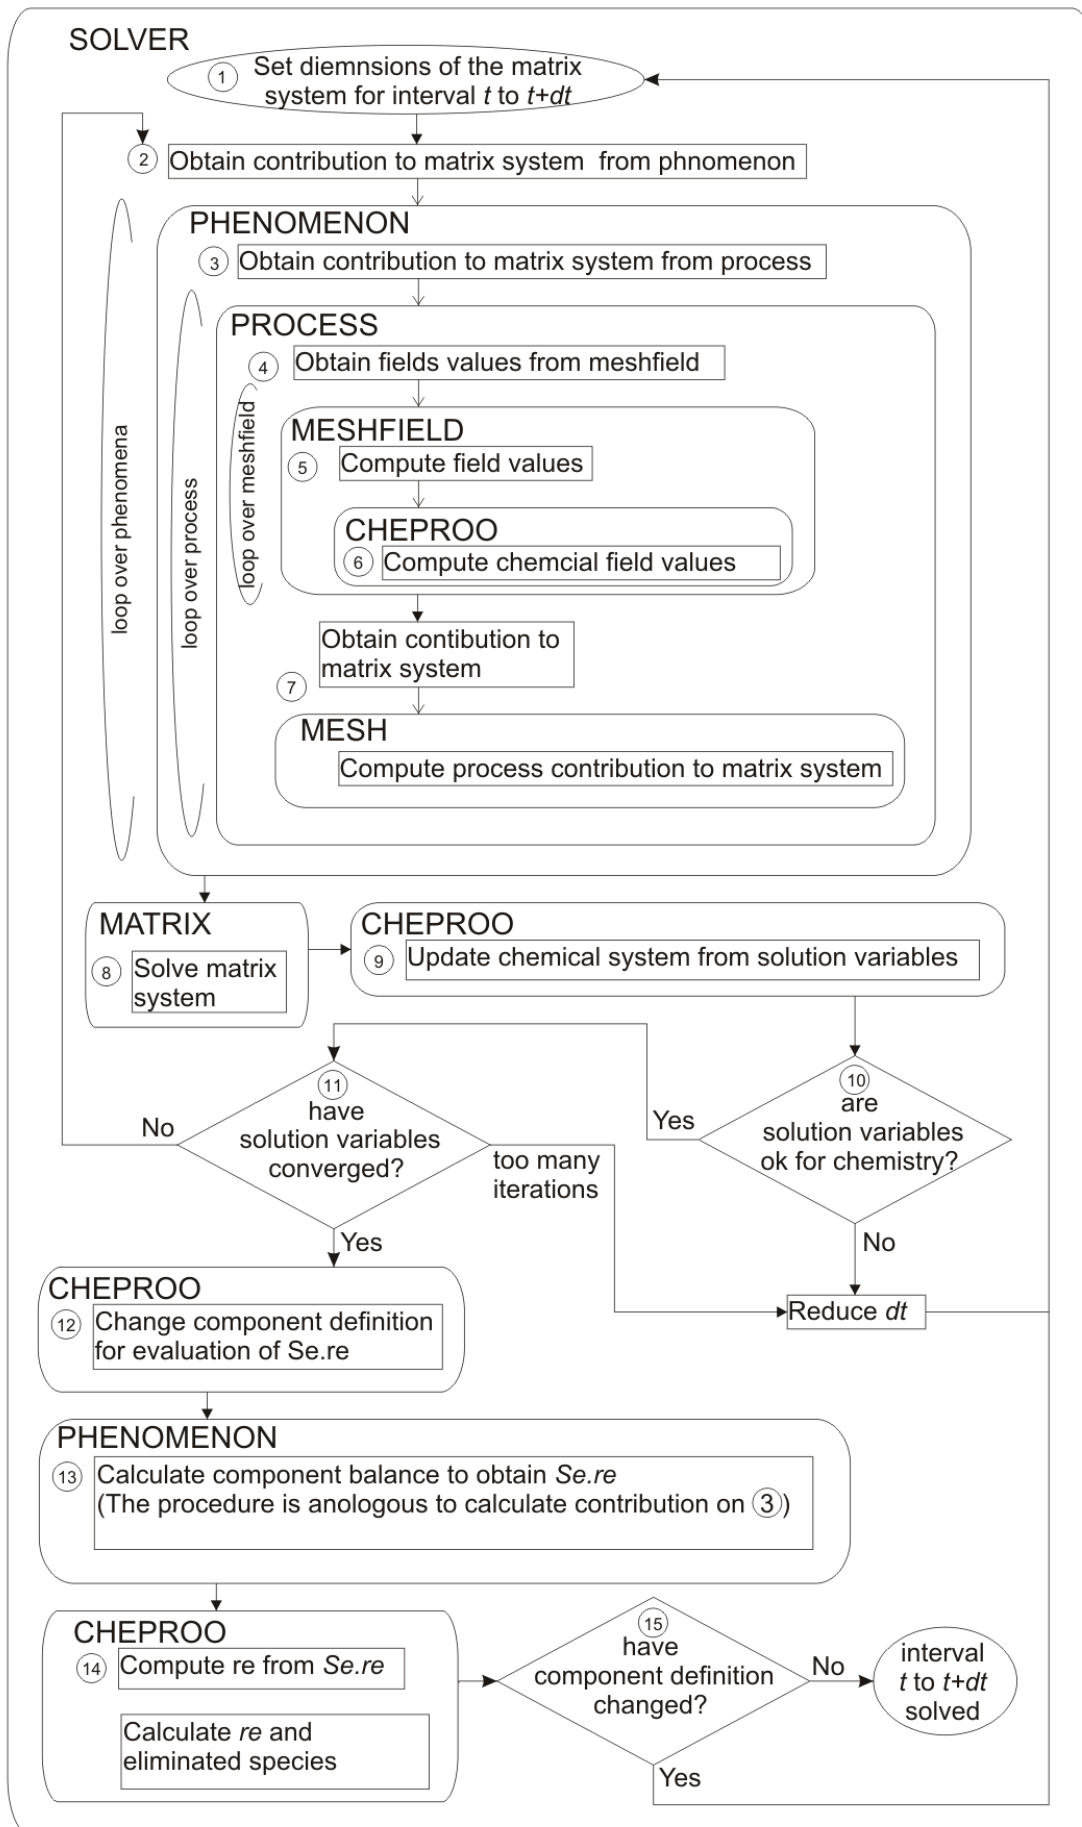 SOLVER
1
Set diemnsions of the matrix
system for interval t to t+dt
2
Obtain contribution to matrix system from phnomenon
PHENOMENON
3
Obtain contribution to matrix system from process
PROCESS
4
Obtain fields values from meshfield
MESHFIELD
5
Compute field values
CHEPROO
6
Compute chemcial field values
loop over phenomena
loop over process
loop over meshfield
Obtain contibution to
matrix system
7
MESH
Compute process contribution to matrix system
MATRIX
8
Solve matrix
system
CHEPROO
9
Update chemical system from solution variables
10
are
solution variables
ok for chemistry?
Yes
No
11
have
solution variables
converged?
No
too many
iterations
Yes
Reduce dt
CHEPROO
12
Change component definition
for evaluation of Se.re
PHENOMENON
13
Calculate component balance to obtain Se.re
(The procedure is anologous to calculate contribution on 3)
CHEPROO
14
Compute re from Se.re
Calculate re and
eliminated species
15
have
component definition
changed?
No
Yes
interval
t to t+dt
solved